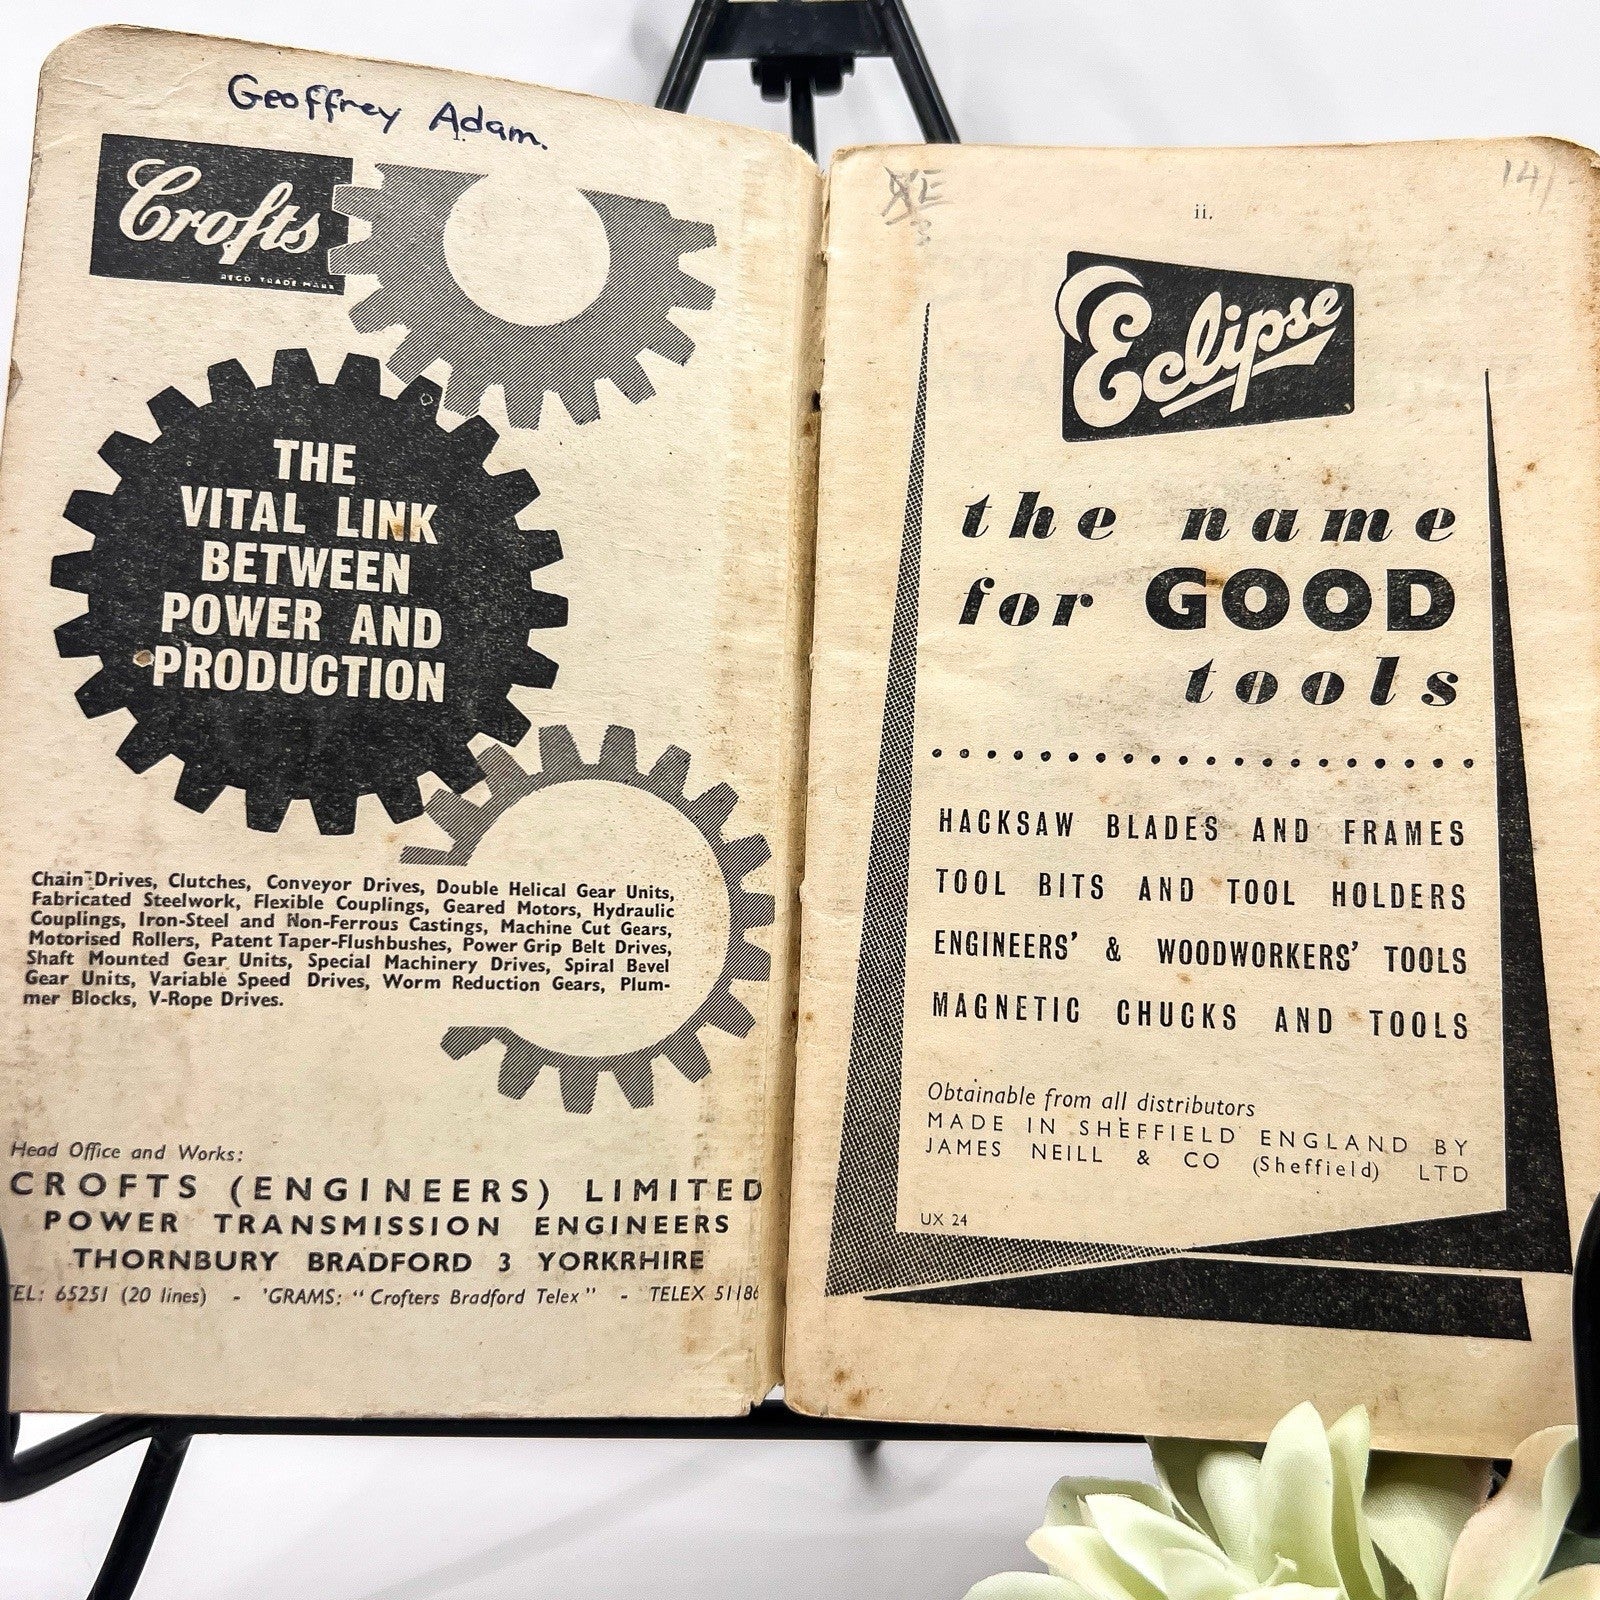 Geoffrey Adam.
Crofts
REGD TRADE MARK
THE
VITAL LINK
BETWEEN
POWER AND
PRODUCTION
Chain Drives, Clutches, Conveyor Drives, Double Helical Gear Units,
Fabricated Steelwork, Flexible Couplings, Geared Motors, Hydraulic
Couplings, Iron-Steel and Non-Ferrous Castings, Machine Cut Gears,
Motorised Rollers, Patent Taper-Flushbushes, Power Grip Belt Drives,
Shaft Mounted Gear Units, Special Machinery Drives, Spiral Bevel
Gear Units, Variable Speed Drives, Worm Reduction Gears, Plum-
mer Blocks, V-Rope Drives.
Head Office and Works:
CROFTS (ENGINEERS) LIMITED
POWER TRANSMISSION ENGINEERS
THORNBURY BRADFORD 3 YORKRHIRE
TEL: 65251 (20 lines) - 'GRAMS: "Crofters Bradford Telex" - TELEX 51186
14/
ii.
Eclipse
the name
for GOOD
tools
HACKSAW BLADES AND FRAMES
TOOL BITS AND TOOL HOLDERS
ENGINEERS' & WOODWORKERS' TOOLS
MAGNETIC CHUCKS AND TOOLS
Obtainable from all distributors
MADE IN SHEFFIELD ENGLAND BY
JAMES NEILL & CO (Sheffield) LTD
UX 24